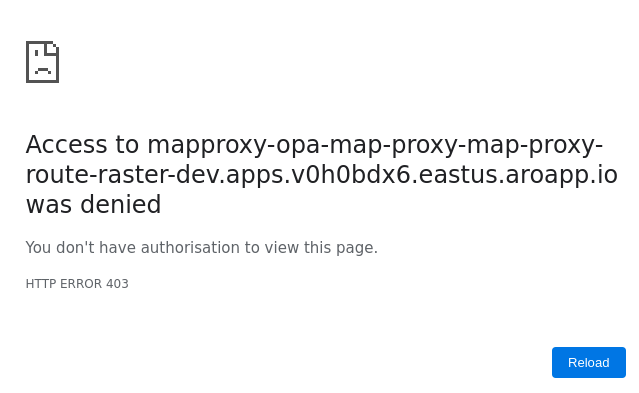 Access to mapproxy-opa-map-proxy-map-proxy-
route-raster-dev.apps.v0h0bdx6.eastus.aroapp.io
was denied
You don't have authorisation to view this page.
HTTP ERROR 403
Reload